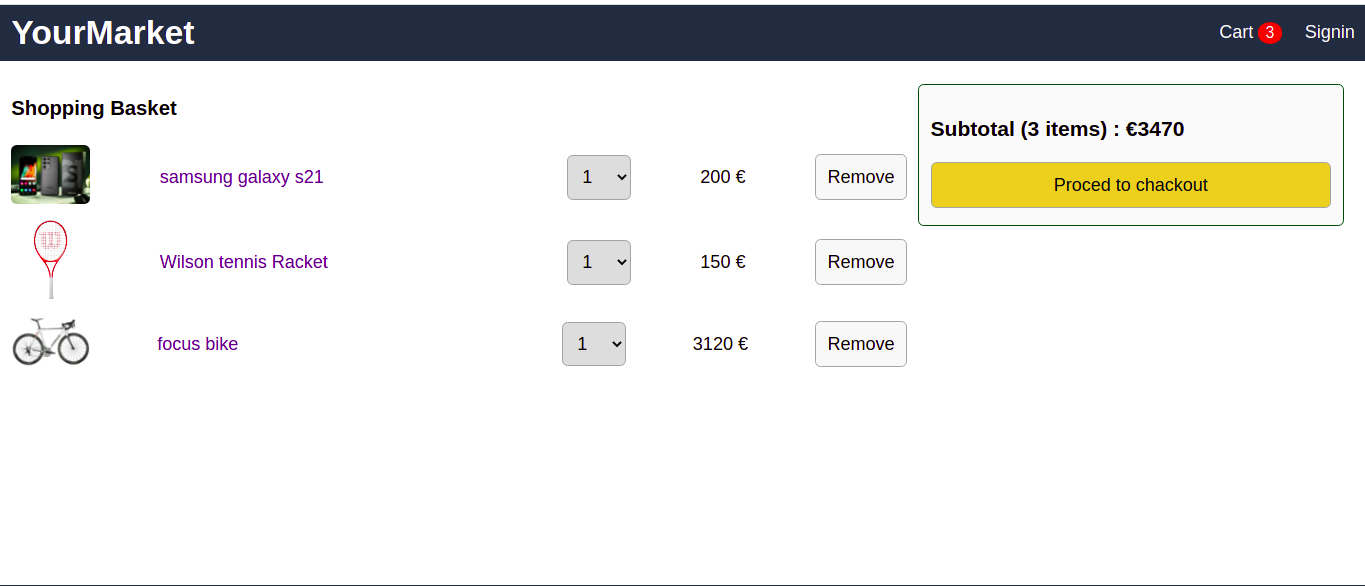 YourMarket
Cart 3 Signin
Shopping Basket
samsung galaxy s21 1 200 € Remove
Wilson tennis Racket 1 150 € Remove
focus bike 1 3120 € Remove
Subtotal (3 items) : €3470
Proced to chackout